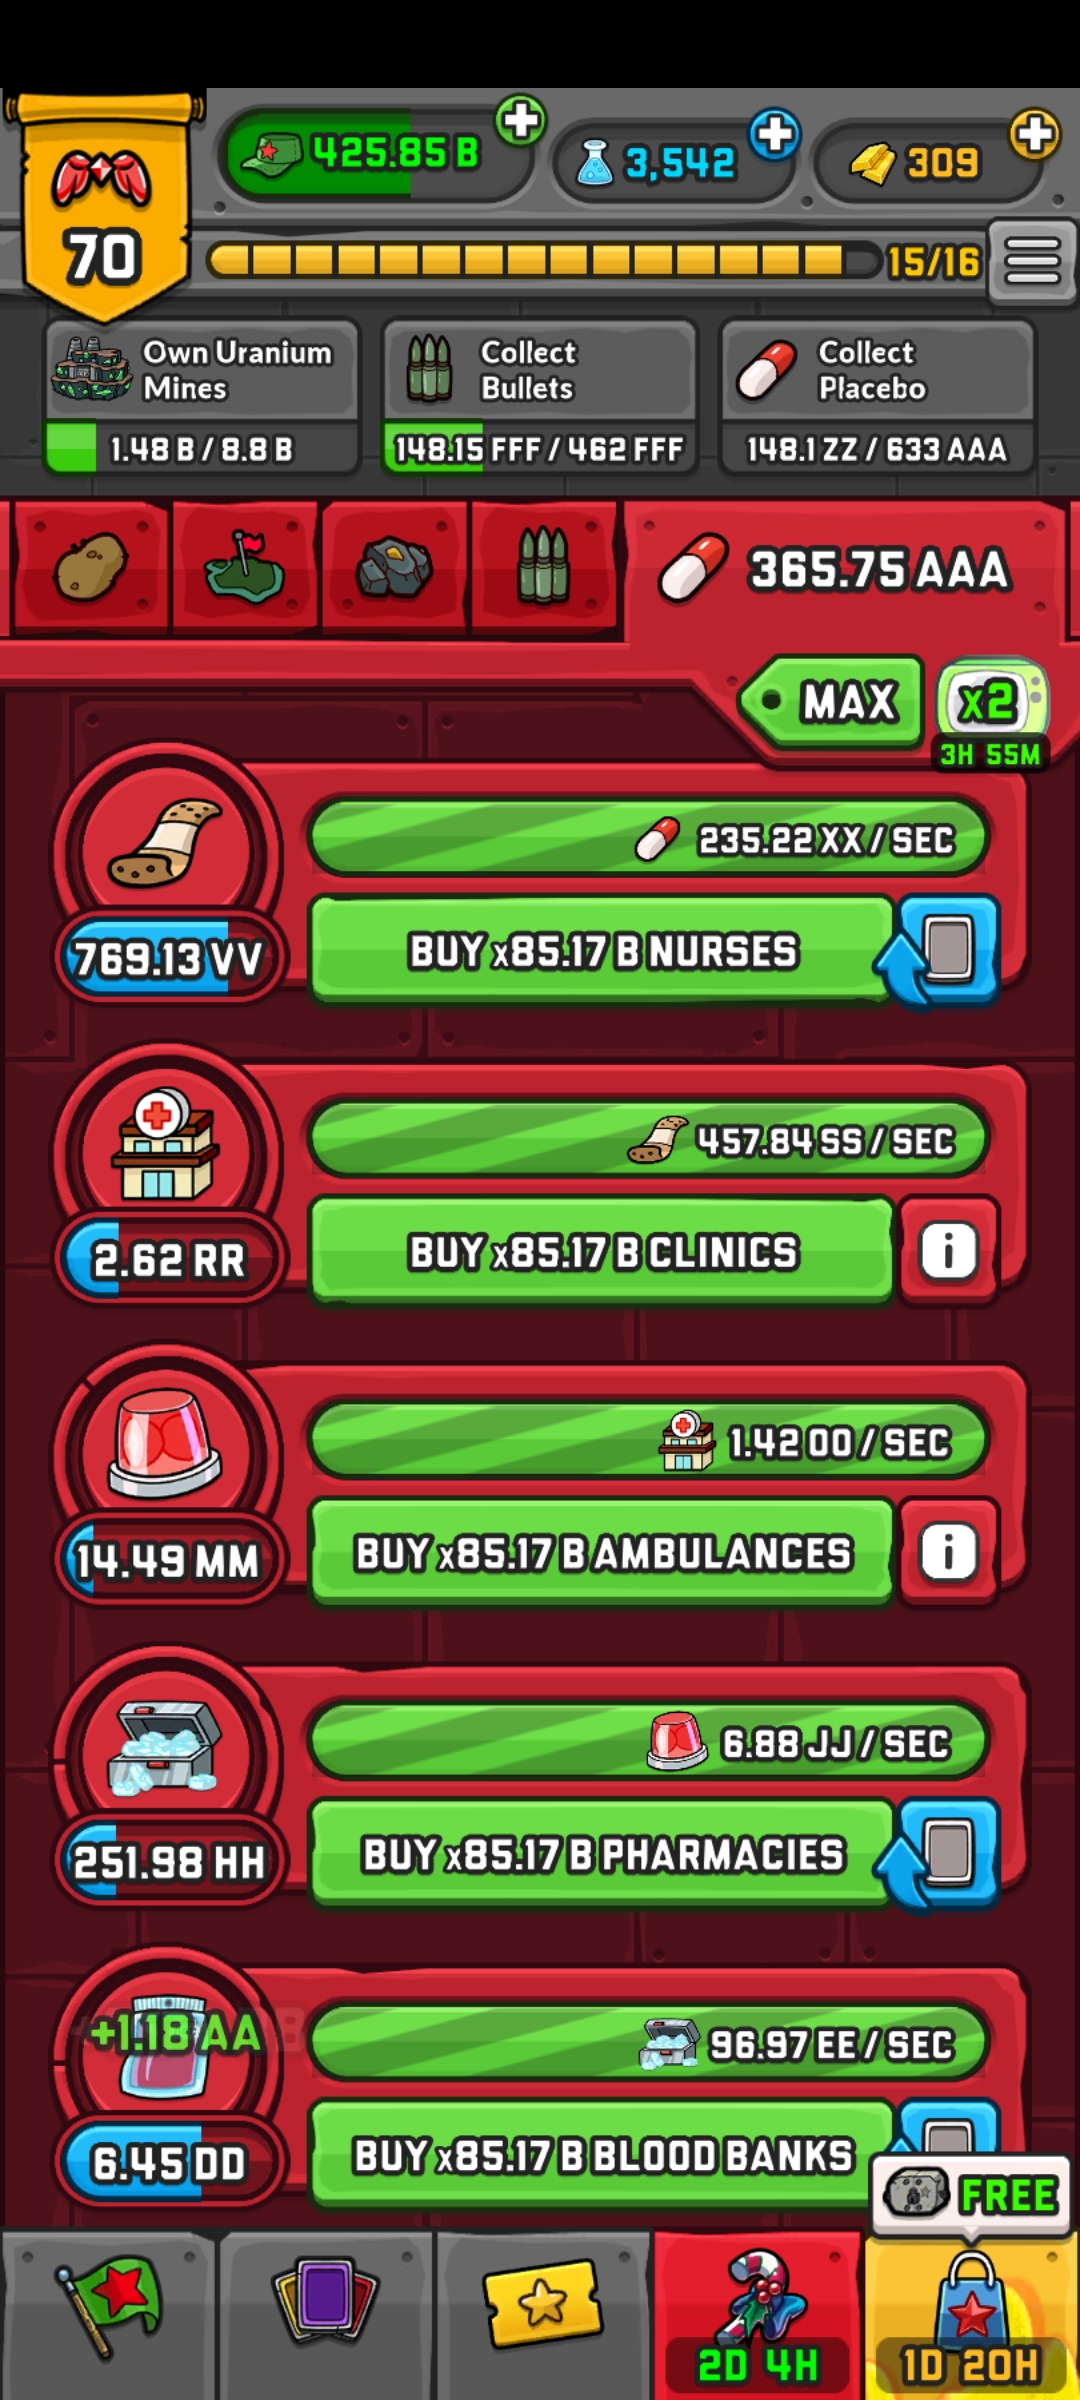 70
425.85 B
3,542
309
15/16
Own Uranium
Mines
1.48 B / 8.8 B
Collect
Bullets
148.15 FFF / 462 FFF
Collect
Placebo
148.1 ZZ / 633 AAA
365.75 AAA
MAX
x2
3H 55M
235.22 XX / SEC
769.13 VV
BUY x85.17 B NURSES
457.84 SS / SEC
2.62 RR
BUY x85.17 B CLINICS
i
1.42 OO / SEC
14.49 MM
BUY x85.17 B AMBULANCES
i
6.88 JJ / SEC
251.98 HH
BUY x85.17 B PHARMACIES
+1.18 AA
96.97 EE / SEC
6.45 DD
BUY x85.17 B BLOOD BANKS
FREE
2D 4H
1D 20H